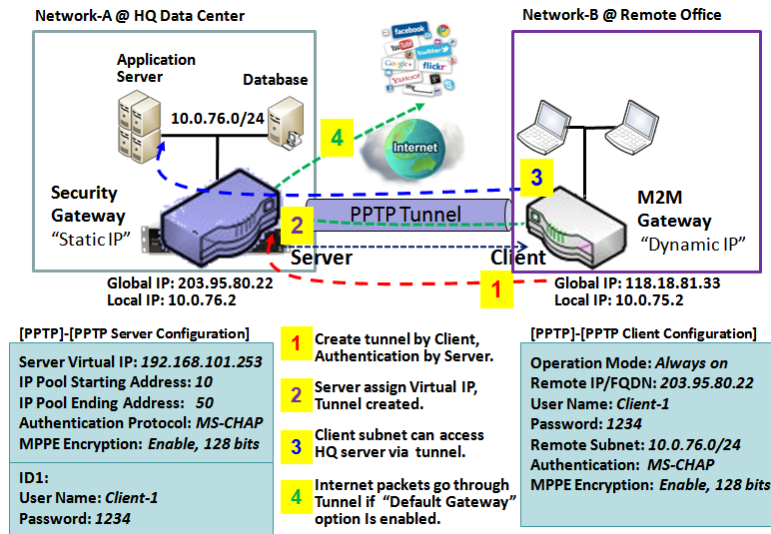 Network-A @ HQ Data Center
Network-B @ Remote Office
Application
Server
Database
10.0.76.0/24
YouTube
twitter
Google+
flickr
Yahoo!
my
4
Internet
3
Security
Gateway
"Static IP"
PPTP Tunnel
2
M2M
Gateway
"Dynamic IP"
Server
Client
1
Global IP: 203.95.80.22
Local IP: 10.0.76.2
Global IP: 118.18.81.33
Local IP: 10.0.75.2
[PPTP]-[PPTP Server Configuration]
Server Virtual IP: 192.168.101.253
IP Pool Starting Address: 10
IP Pool Ending Address: 50
Authentication Protocol: MS-CHAP
MPPE Encryption: Enable, 128 bits
ID1:
User Name: Client-1
Password: 1234
1 Create tunnel by Client,
Authentication by Server.
2 Server assign Virtual IP,
Tunnel created.
3 Client subnet can access
HQ server via tunnel.
4 Internet packets go through
Tunnel if "Default Gateway"
option Is enabled.
[PPTP]-[PPTP Client Configuration]
Operation Mode: Always on
Remote IP/FQDN: 203.95.80.22
User Name: Client-1
Password: 1234
Remote Subnet: 10.0.76.0/24
Authentication: MS-CHAP
MPPE Encryption: Enable, 128 bits